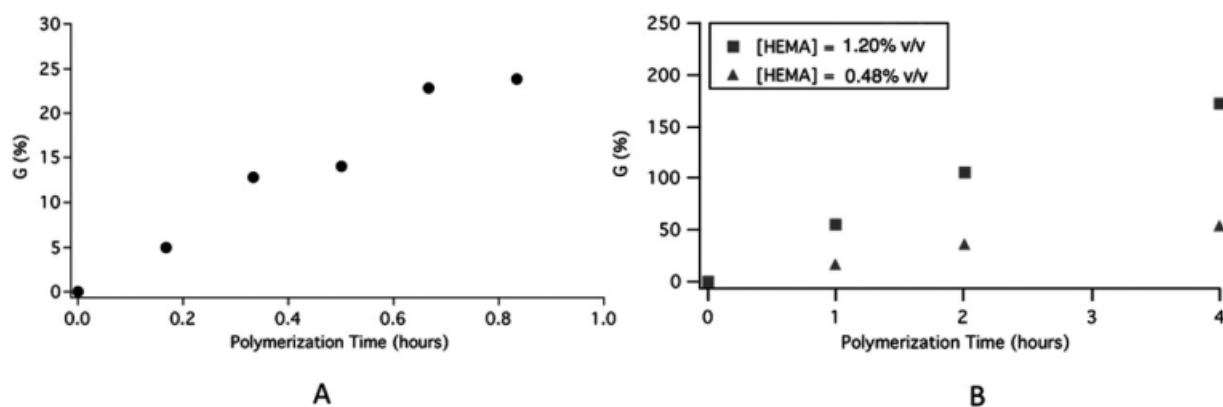 30
25
20
15
10
5
0
G (%)
0.0 0.2 0.4 0.6 0.8 1.0
Polymerization Time (hours)
A
250
200
150
100
50
0
G (%)
[HEMA] = 1.20% v/v
[HEMA] = 0.48% v/v
0 1 2 3 4
Polymerization Time (hours)
B